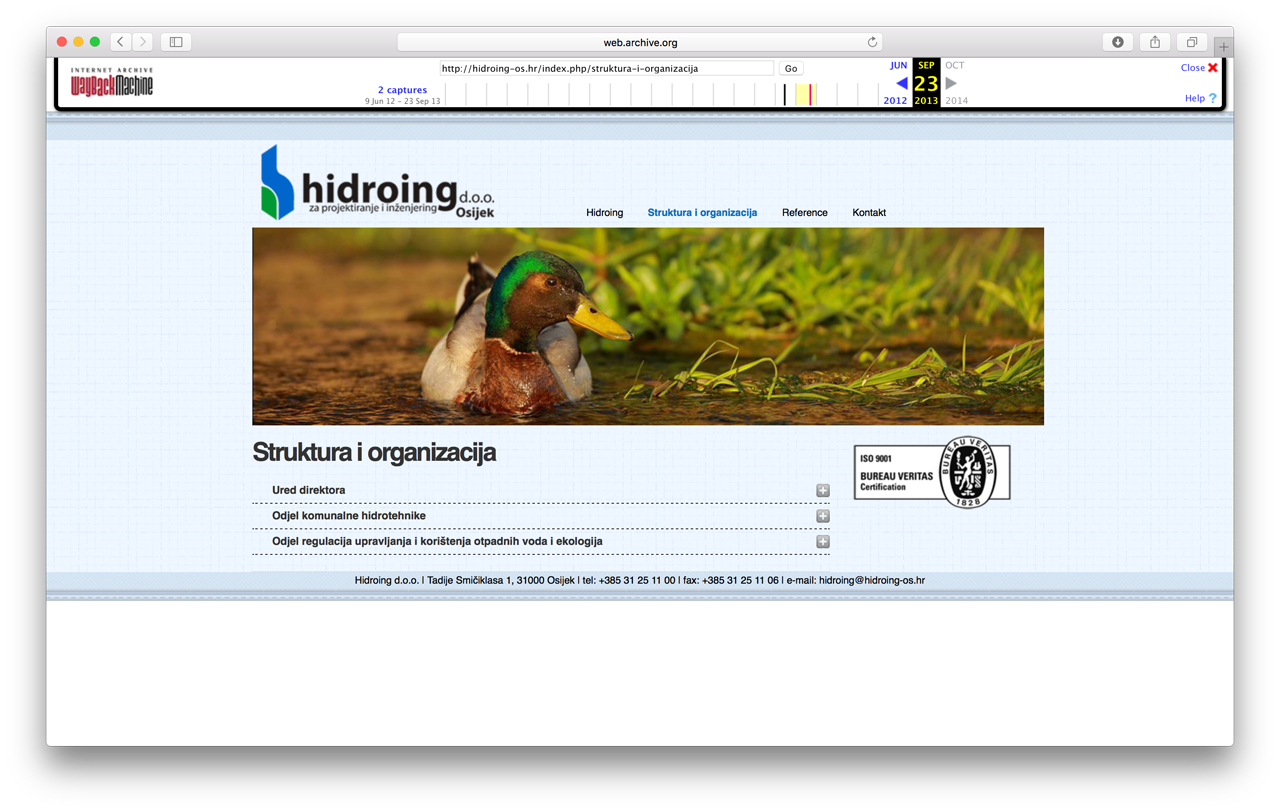 web.archive.org
INTERNET ARCHIVE
WayBackMachine
http://hidroing-os.hr/index.php/struktura-i-organizacija
Go
JUN
SEP
OCT
Close
2 captures
23
9 Jun 12 - 23 Sep 13
2012
2013
2014
Help ?
hidroing d.o.o.
za projektiranje i inženjering Osijek
Hidroing
Struktura i organizacija
Reference
Kontakt
Struktura i organizacija
Ured direktora
Odjel komunalne hidrotehnike
Odjel regulacija upravljanja i korištenja otpadnih voda i ekologija
ISO 9001
BUREAU VERITAS
Certification
BUREAU VERITAS
1828
Hidroing d.o.o. | Tadije Smičiklasa 1, 31000 Osijek | tel: +385 31 25 11 00 | fax: +385 31 25 11 06 | e-mail: hidroing@hidroing-os.hr